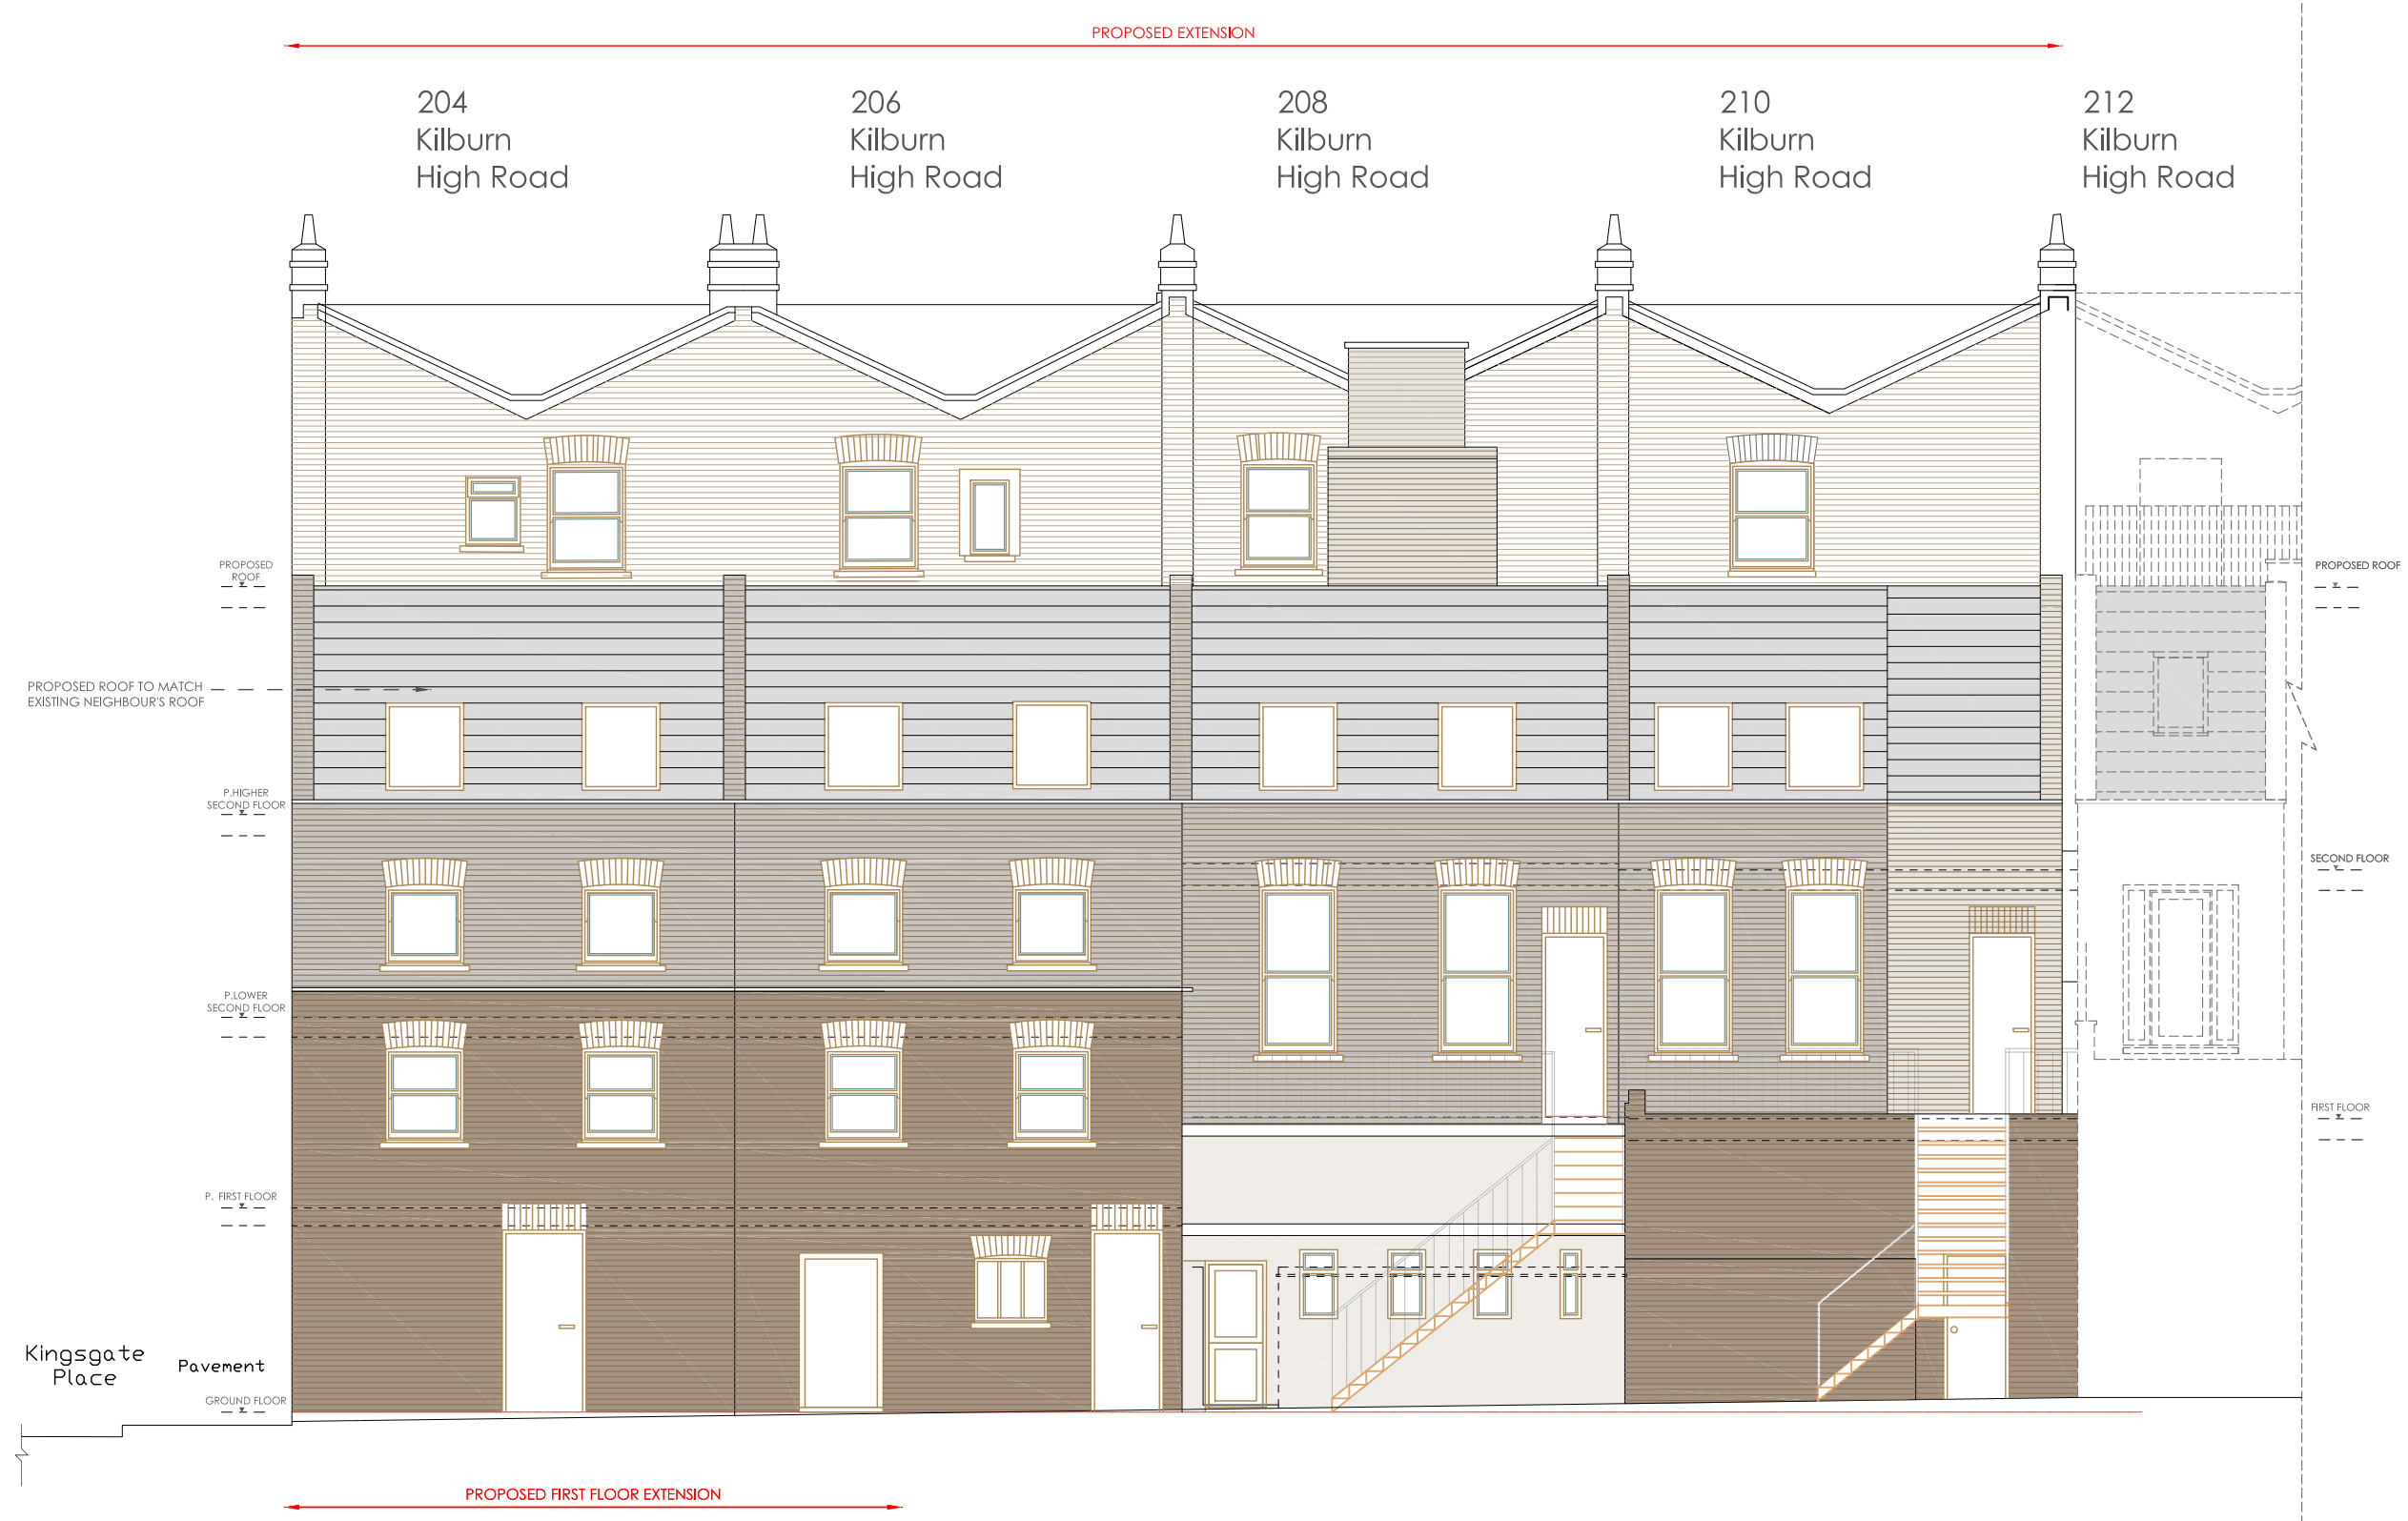 PROPOSED EXTENSION
204
Kilburn
High Road
206
Kilburn
High Road
208
Kilburn
High Road
210
Kilburn
High Road
212
Kilburn
High Road
PROPOSED
ROOF
PROPOSED ROOF
PROPOSED ROOF TO MATCH
EXISTING NEIGHBOUR'S ROOF
P.HIGHER
SECOND FLOOR
SECOND FLOOR
P.LOWER
SECOND FLOOR
FIRST FLOOR
P. FIRST FLOOR
Kingsgate
Place
Pavement
GROUND FLOOR
PROPOSED FIRST FLOOR EXTENSION